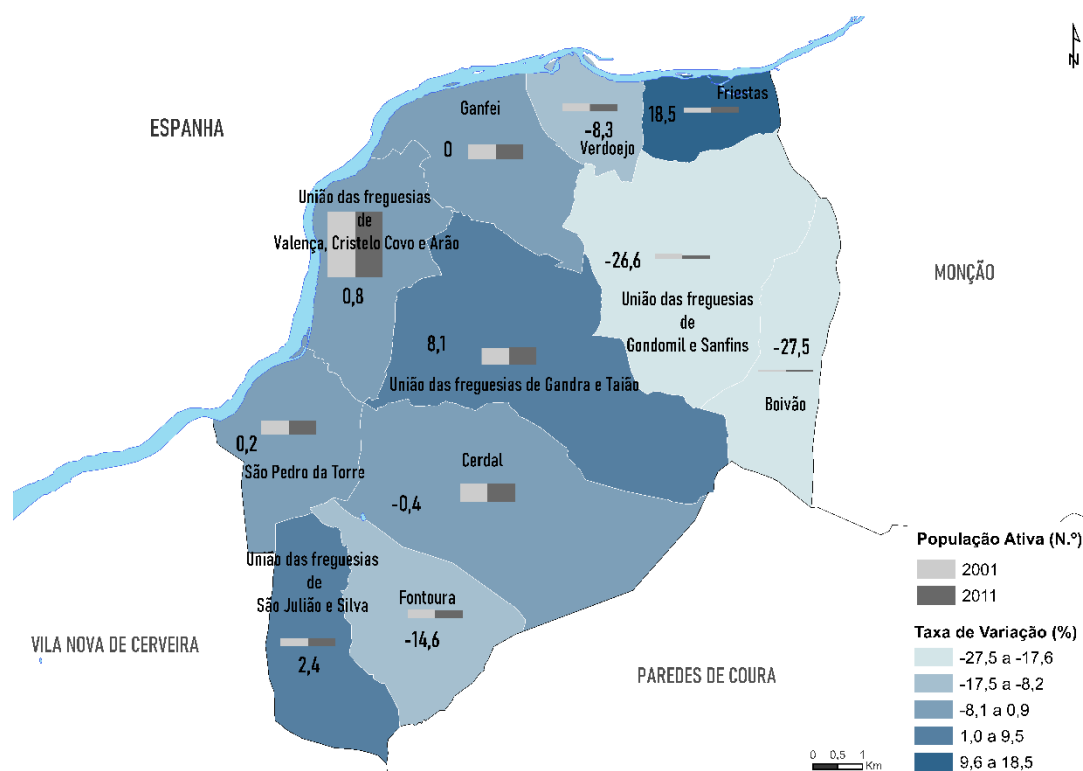 N
ESPANHA
Ganfei
0
-8,3
Verdoejo
Friestas
18,5
União das freguesias
de
Valença, Cristelo Covo e Arão
0,8
-26,6
União das freguesias
de
Gondomil e Sanfins
MONÇÃO
-27,5
Boivão
8,1
União das freguesias de Gandra e Taião
0,2
São Pedro da Torre
Cerdal
-0,4
União das freguesias
de
São Julião e Silva
2,4
Fontoura
-14,6
VILA NOVA DE CERVEIRA
PAREDES DE COURA
População Ativa (N.º)
2001
2011
Taxa de Variação (%)
-27,5 a -17,6
-17,5 a -8,2
-8,1 a 0,9
1,0 a 9,5
9,6 a 18,5
0 0,5 1
Km